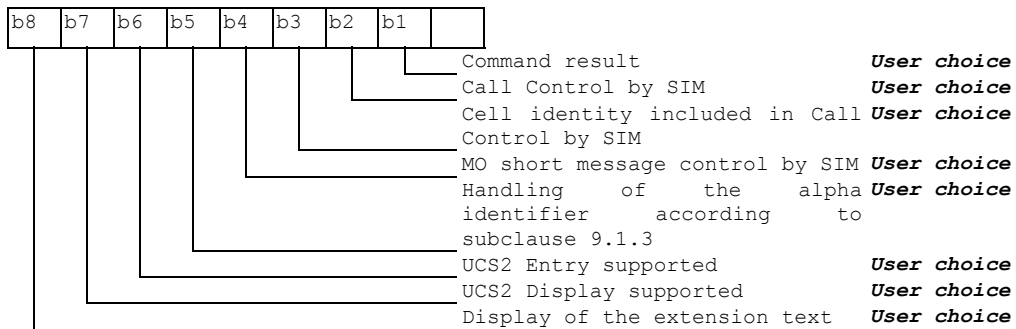 b8 b7 b6 b5 b4 b3 b2 b1
Command result User choice
Call Control by SIM User choice
Cell identity included in Call User choice
Control by SIM
MO short message control by SIM User choice
Handling of the alpha User choice
identifier according to
subclause 9.1.3
UCS2 Entry supported User choice
UCS2 Display supported User choice
Display of the extension text User choice